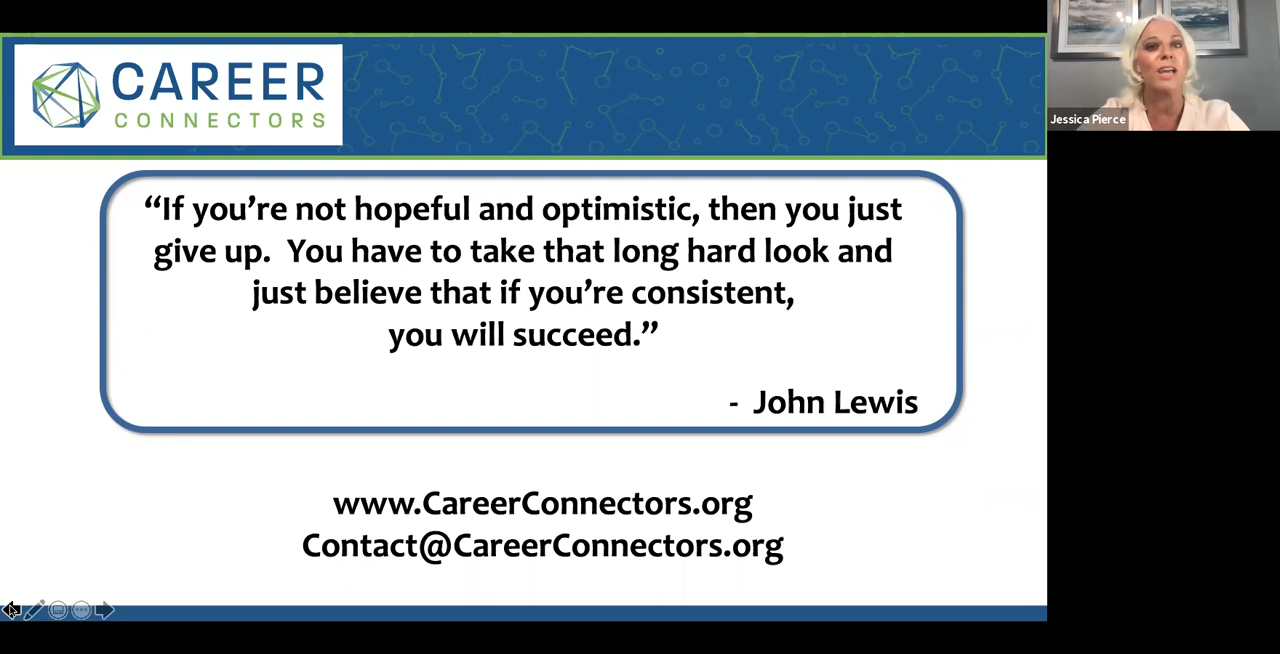 CAREER
CONNECTORS
Jessica Pierce
“If you’re not hopeful and optimistic, then you just
give up.  You have to take that long hard look and
just believe that if you’re consistent,
you will succeed.”
-  John Lewis
www.CareerConnectors.org
Contact@CareerConnectors.org